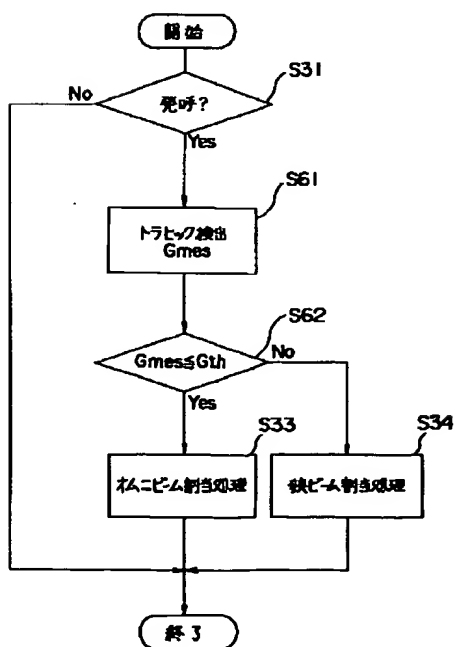 開始
S31
No
発呼?
Yes
S61
トラヒック検出
Gmes
S62
Gmes≦Gth
No
Yes
S33
S34
オムニビーム割当処理
狭ビーム割当処理
終了